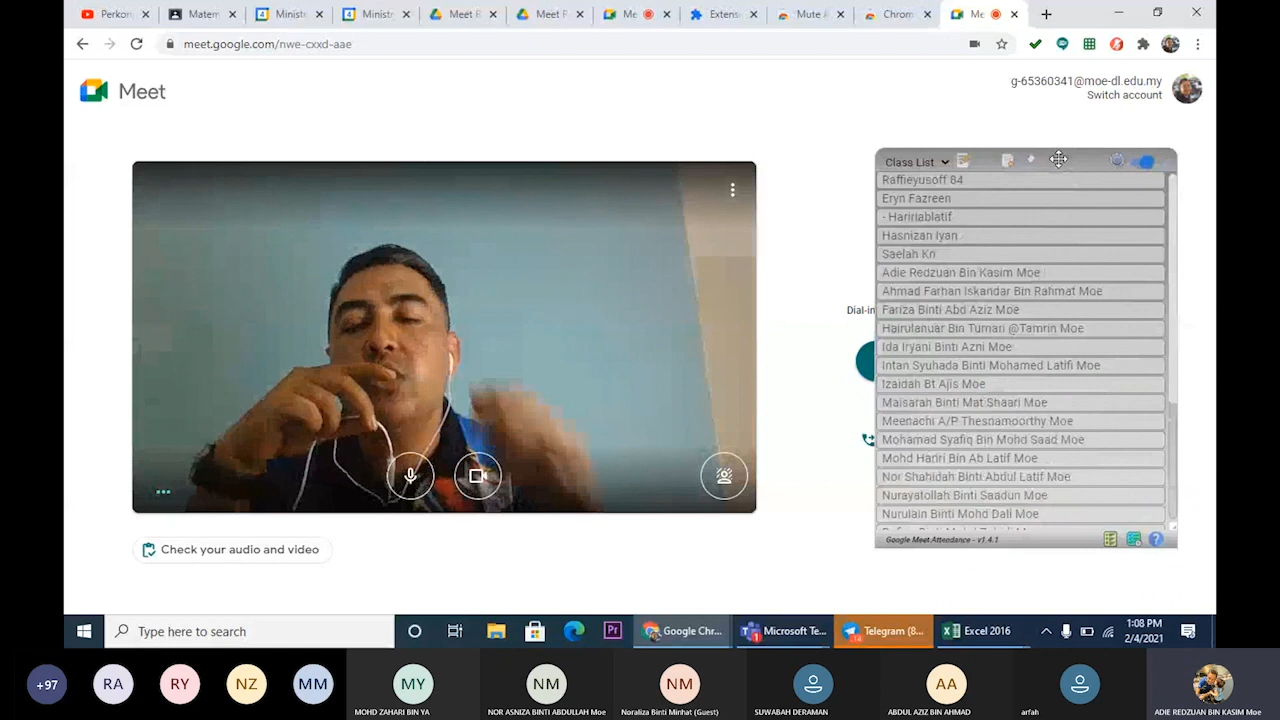 Perkon
Matem
Ministr
Ministr
Meet B
Meet F
Me
Extens
Mute A
Chrom
Me
meet.google.com/nwe-cxxd-aae
Meet
g-65360341@moe-dl.edu.my
Switch account
Class List
Raffieyusoff 84
Eryn Fazreen
- Haririablatif
Hasnizan Iyan
Saelah Kn
Adie Redzuan Bin Kasim Moe
Ahmad Farhan Iskandar Bin Rahmat Moe
Fariza Binti Abd Aziz Moe
Hairulanuar Bin Tumari @Tamrin Moe
Ida Iryani Binti Azni Moe
Intan Syuhada Binti Mohamed Latifi Moe
Izaidah Bt Ajis Moe
Maisarah Binti Mat Shaari Moe
Meenachi A/P Thesnamoorthy Moe
Mohamad Syafiq Bin Mohd Saad Moe
Mohd Hanri Bin Ab Latif Moe
Nor Shahidah Binti Abdul Latif Moe
Nurayatollah Binti Saadun Moe
Nurulain Binti Mohd Dali Moe
Dial-in
Google Meet Attendance - v1.4.1
Check your audio and video
Type here to search
Google Chr...
Microsoft Te...
Telegram (8...
Excel 2016
1:08 PM
2/4/2021
+97
RA
RY
NZ
MM
MY
MOHD ZAHARI BIN YA
NM
NOR ASNIZA BINTI ABDULLAH Moe
NM
Noraliza Binti Minhat (Guest)
SUWABAH DERAMAN
AA
ABDUL AZIZ BIN AHMAD
arfah
ADIE REDZUAN BIN KASIM Moe